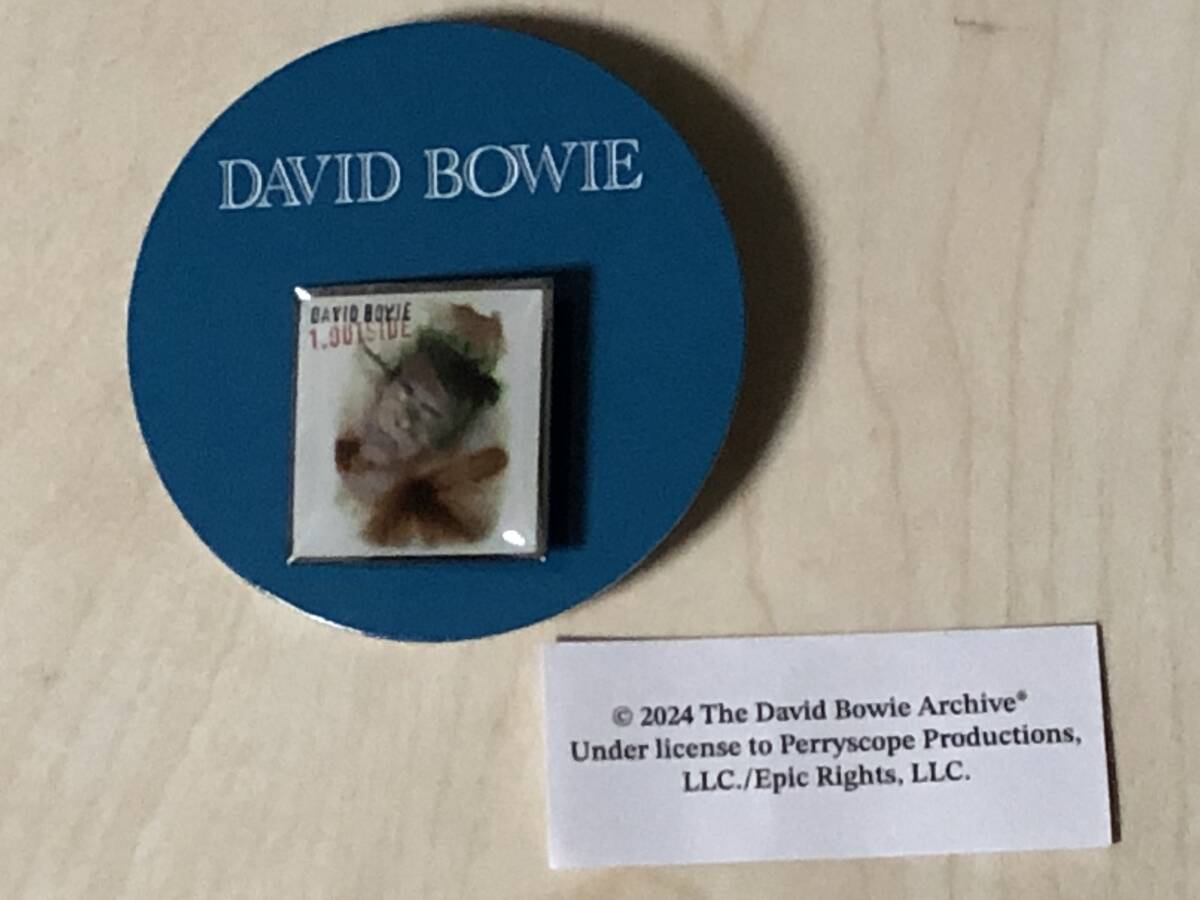 DAVID BOWIE
DAVID BOWIE
1.OUTSIDE
© 2024 The David Bowie Archive®
Under license to Perryscope Productions,
LLC./Epic Rights, LLC.